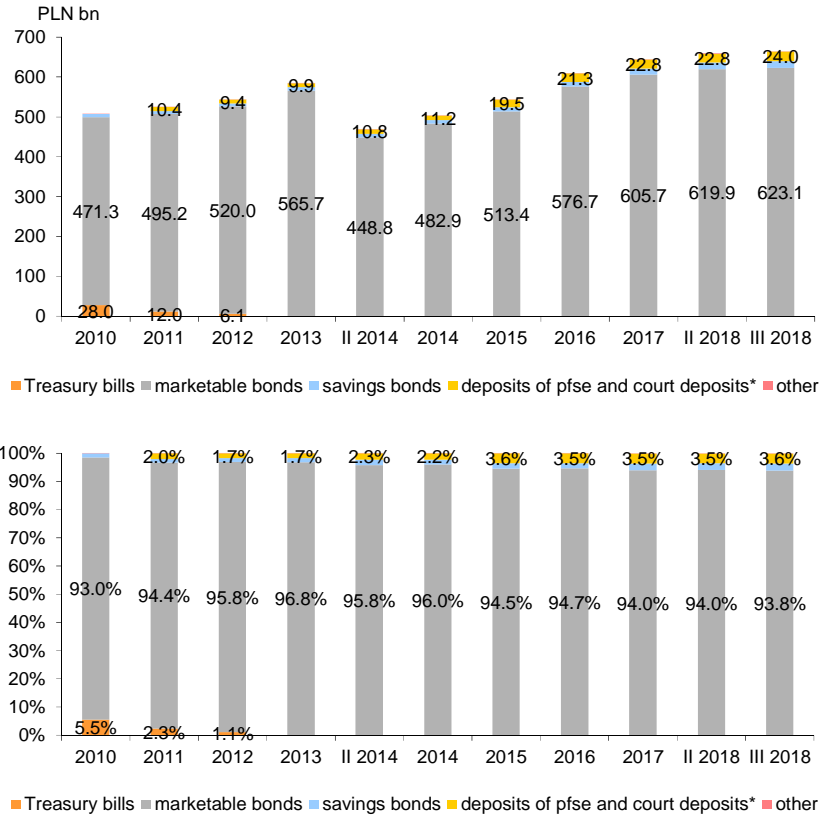 PLN bn
700
600
500
400
300
200
100
0
10.4 9.4 9.9 10.8 11.2 19.5 21.3 22.8 22.8 24.0
471.3 495.2 520.0 565.7 448.8 482.9 513.4 576.7 605.7 619.9 623.1
28.0 12.0 6.1
2010 2011 2012 2013 II 2014 2014 2015 2016 2017 II 2018 III 2018
Treasury bills marketable bonds savings bonds deposits of pfse and court deposits* other
100%
90%
80%
70%
60%
50%
40%
30%
20%
10%
0%
2.0% 1.7% 1.7% 2.3% 2.2% 3.6% 3.5% 3.5% 3.5% 3.6%
93.0% 94.4% 95.8% 96.8% 95.8% 96.0% 94.5% 94.7% 94.0% 94.0% 93.8%
5.5% 2.3% 1.1%
2010 2011 2012 2013 II 2014 2014 2015 2016 2017 II 2018 III 2018
Treasury bills marketable bonds savings bonds deposits of pfse and court deposits* other